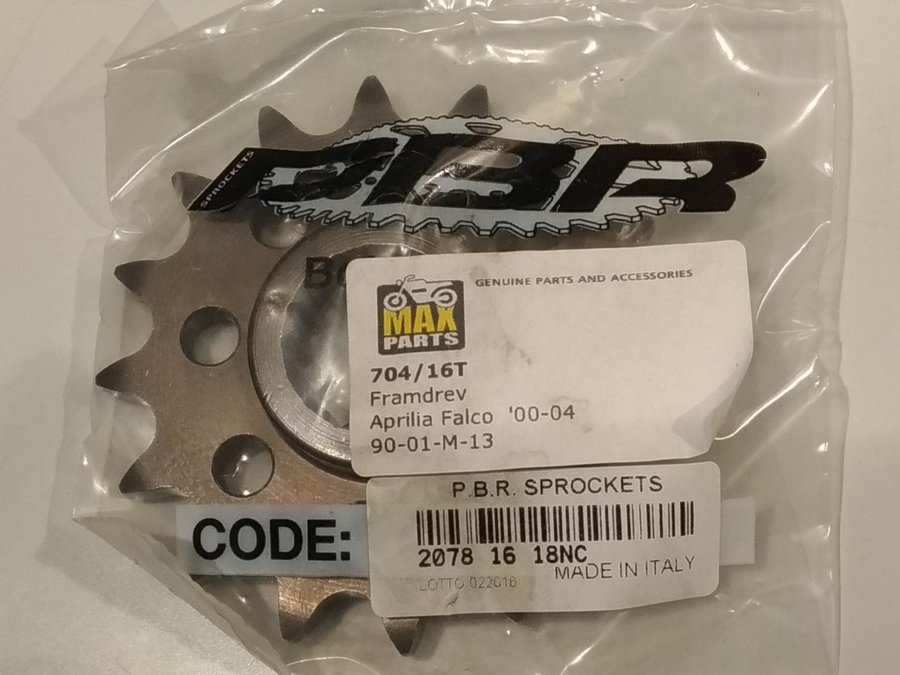 SPROCKETS
PBR
GENUINE PARTS AND ACCESSORIES
MAX
PARTS
704/16T
Framdrev
Aprilia Falco '00-04
90-01-M-13
P.B.R. SPROCKETS
CODE:
2078 16 18NC
MADE IN ITALY
LOTTO 022018